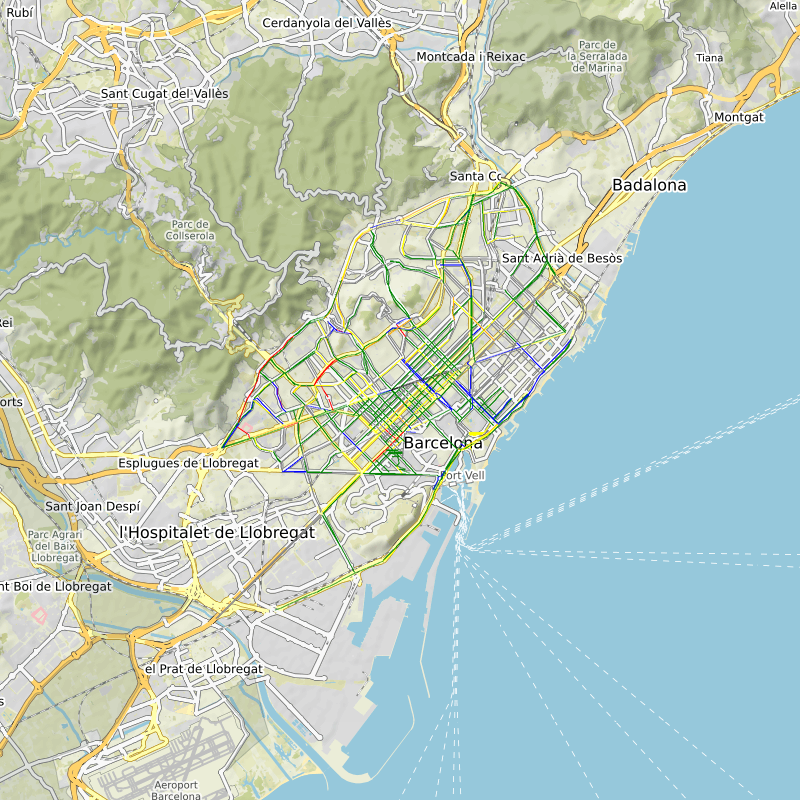 Rubí
Cerdanyola del Vallès
Alella
Montcada i Reixac
Parc de
la Serralada
de Marina
Tiana
Sant Cugat del Vallès
Montgat
Santa Co
Badalona
Parc de
Collserola
Sant Adrià de Besòs
Rei
orts
Barcelona
Esplugues de Llobregat
Port Vell
Sant Joan Despí
l'Hospitalet de Llobregat
Parc Agrari
del Baix
Llobregat
nt Boi de Llobregat
el Prat de Llobregat
s
Aeroport
Barcelona